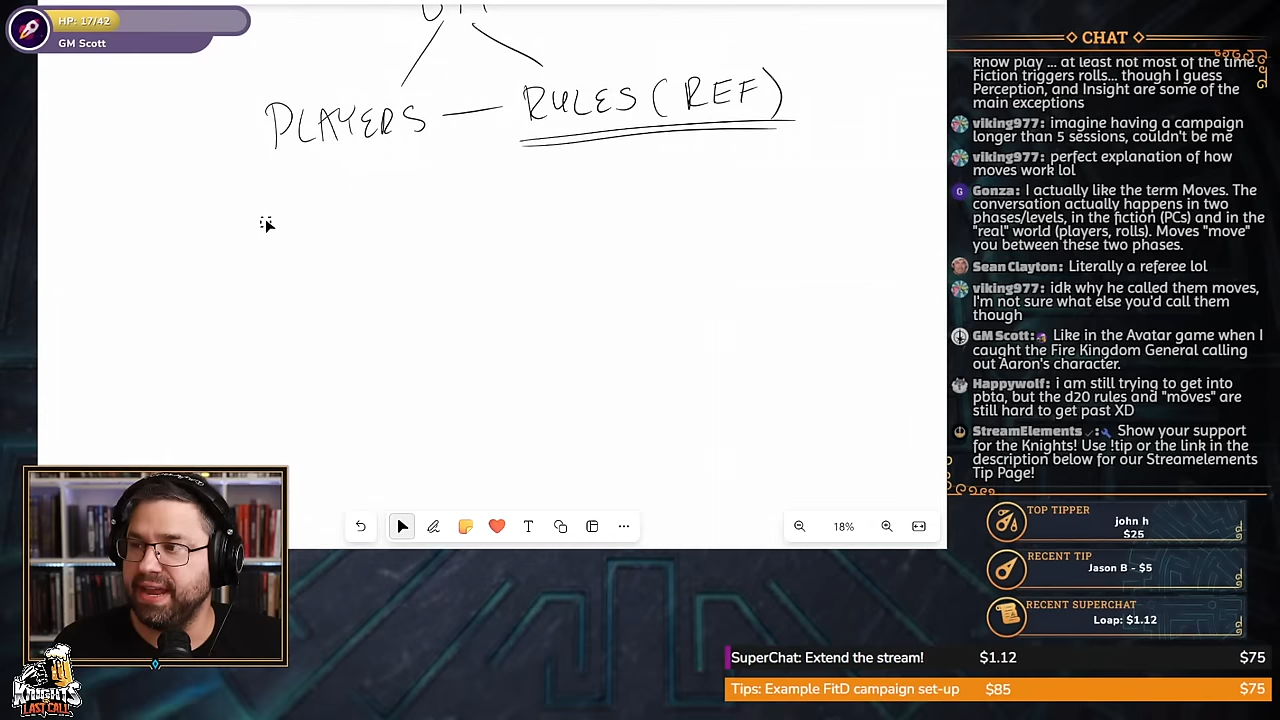 HP: 17/42
GM Scott
GM
PLAYERS — RULES (REF)
18%
CHAT
know play ... at least not most of the time.
Fiction triggers rolls... though I guess
Perception, and Insight are some of the
main exceptions
viking977: imagine having a campaign
longer than 5 sessions, couldn't be me
viking977: perfect explanation of how
moves work lol
G Gonza: I actually like the term Moves. The
conversation actually happens in two
phases/levels, in the fiction (PCs) and in the
"real" world (players, rolls). Moves "move"
you between these two phases.
Sean Clayton: Literally a referee lol
viking977: idk why he called them moves,
I'm not sure what else you'd call them
though
GM Scott: Like in the Avatar game when I
caught the Fire Kingdom General calling
out Aaron's character.
Happywolf: i am still trying to get into
pbta, but the d20 rules and "moves" are
still hard to get past XD
StreamElements : Show your support
for the Knights! Use !tip or the link in the
description below for our Streamelements
Tip Page!
TOP TIPPER
john h
$25
RECENT TIP
Jason B - $5
RECENT SUPERCHAT
Loap: $1.12
SuperChat: Extend the stream! $1.12 $75
Tips: Example FitD campaign set-up $85 $75
KNIGHTS
LAST CALL